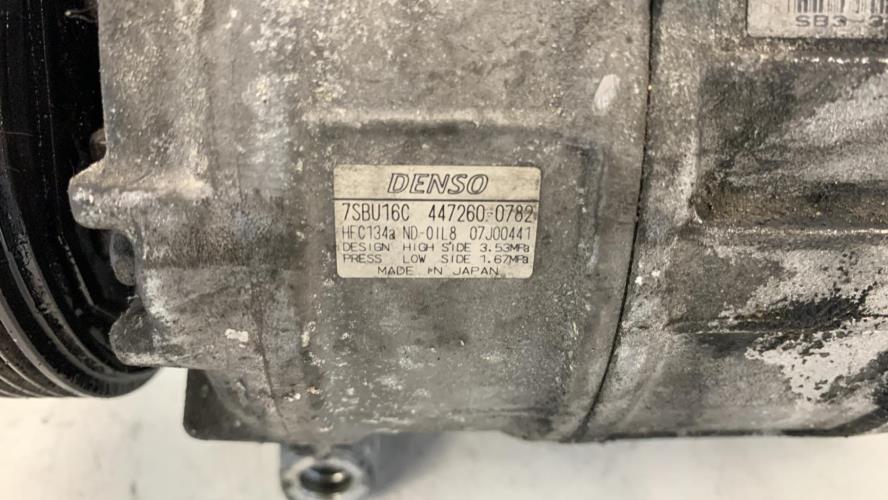 SB3-
DENSO
7SBU16C 447260-0782
HFC134a ND-OIL8 07J00441
DESIGN HIGH SIDE 3.53MPa
PRESS LOW SIDE 1.67MPa
MADE IN JAPAN